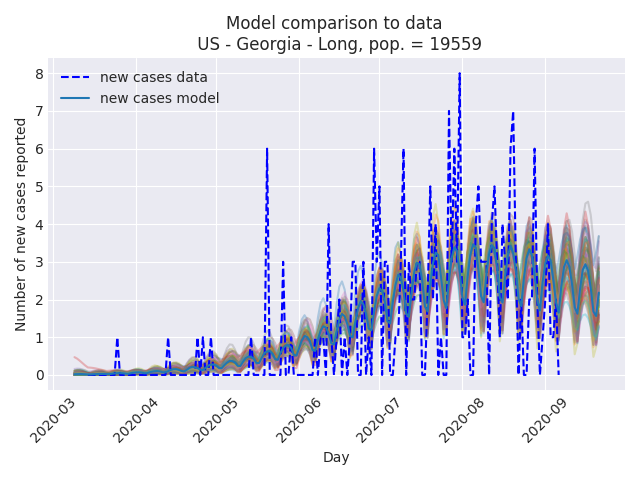 Model comparison to data
US - Georgia - Long, pop. = 19559
new cases data
new cases model
Number of new cases reported
8
7
6
5
4
3
2
1
0
2020-03
2020-04
2020-05
2020-06
2020-07
2020-08
2020-09
Day